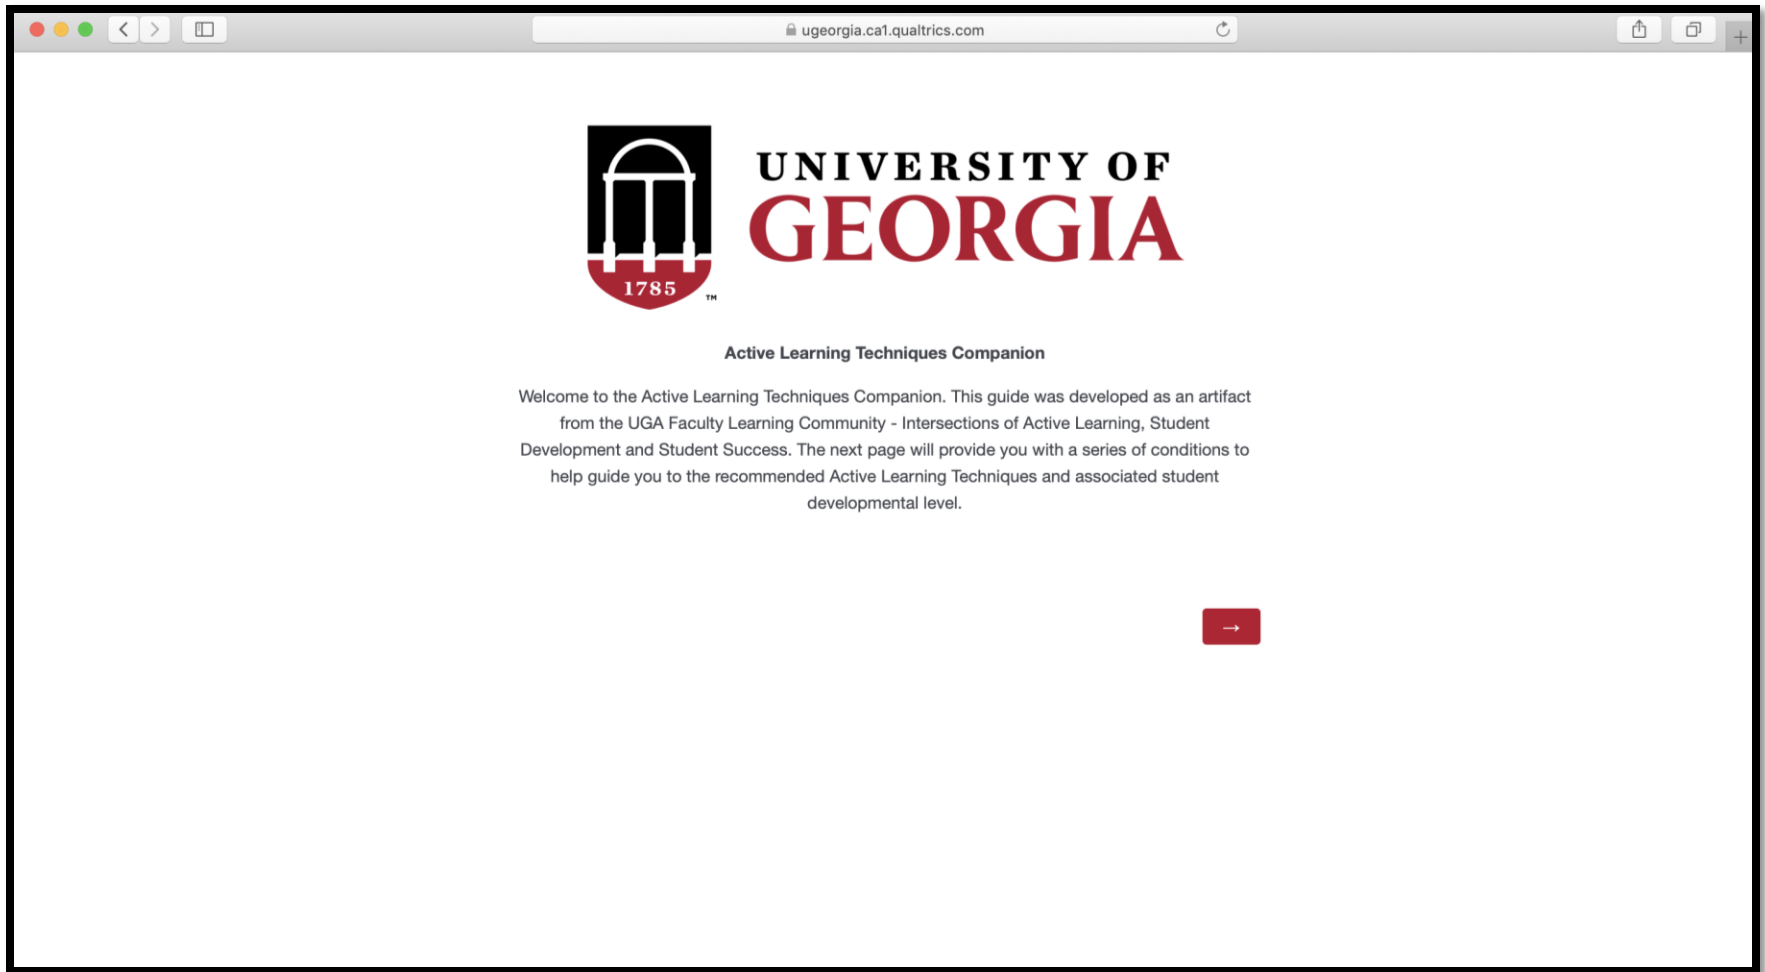 ugeorgia.ca1.qualtrics.com
UNIVERSITY OF
GEORGIA
1785
TM
Active Learning Techniques Companion
Welcome to the Active Learning Techniques Companion. This guide was developed as an artifact
from the UGA Faculty Learning Community - Intersections of Active Learning, Student
Development and Student Success. The next page will provide you with a series of conditions to
help guide you to the recommended Active Learning Techniques and associated student
developmental level.
→